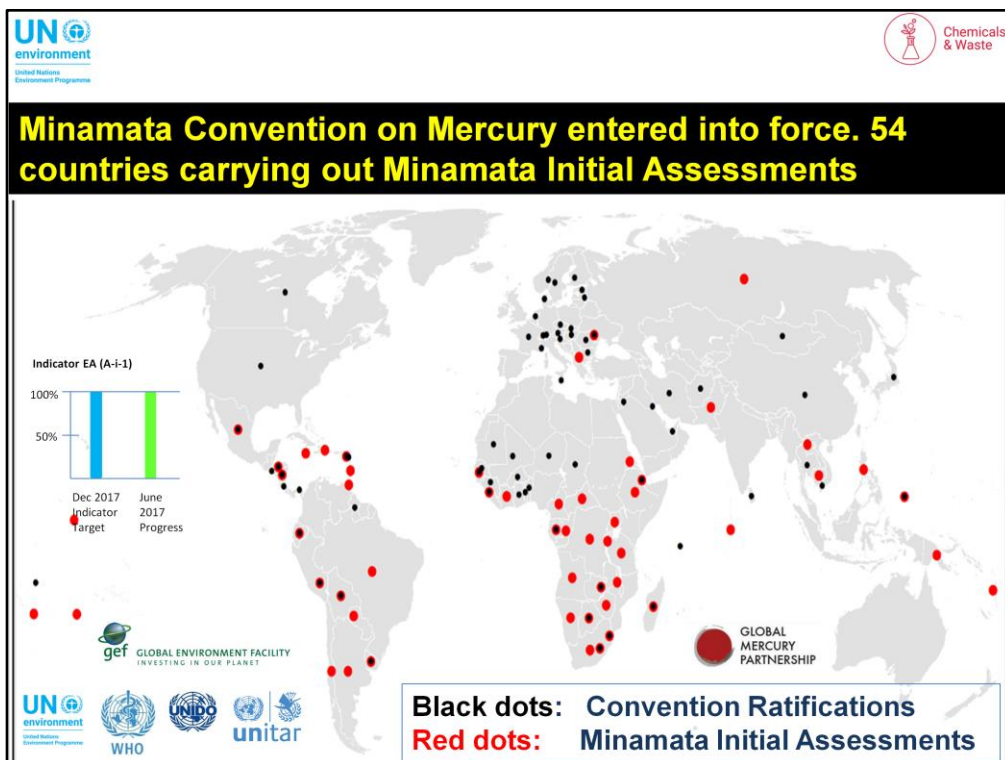 UN
environment
United Nations
Environment Programme
Chemicals
& Waste
Minamata Convention on Mercury entered into force. 54
countries carrying out Minamata Initial Assessments
Indicator EA (A-i-1)
100%
50%
Dec 2017
Indicator
Target
June
2017
Progress
gef
GLOBAL ENVIRONMENT FACILITY
INVESTING IN OUR PLANET
GLOBAL
MERCURY
PARTNERSHIP
UN
environment
United Nations
Environment Programme
WHO
UNIDO
unitar
Black dots: Convention Ratifications
Red dots: Minamata Initial Assessments